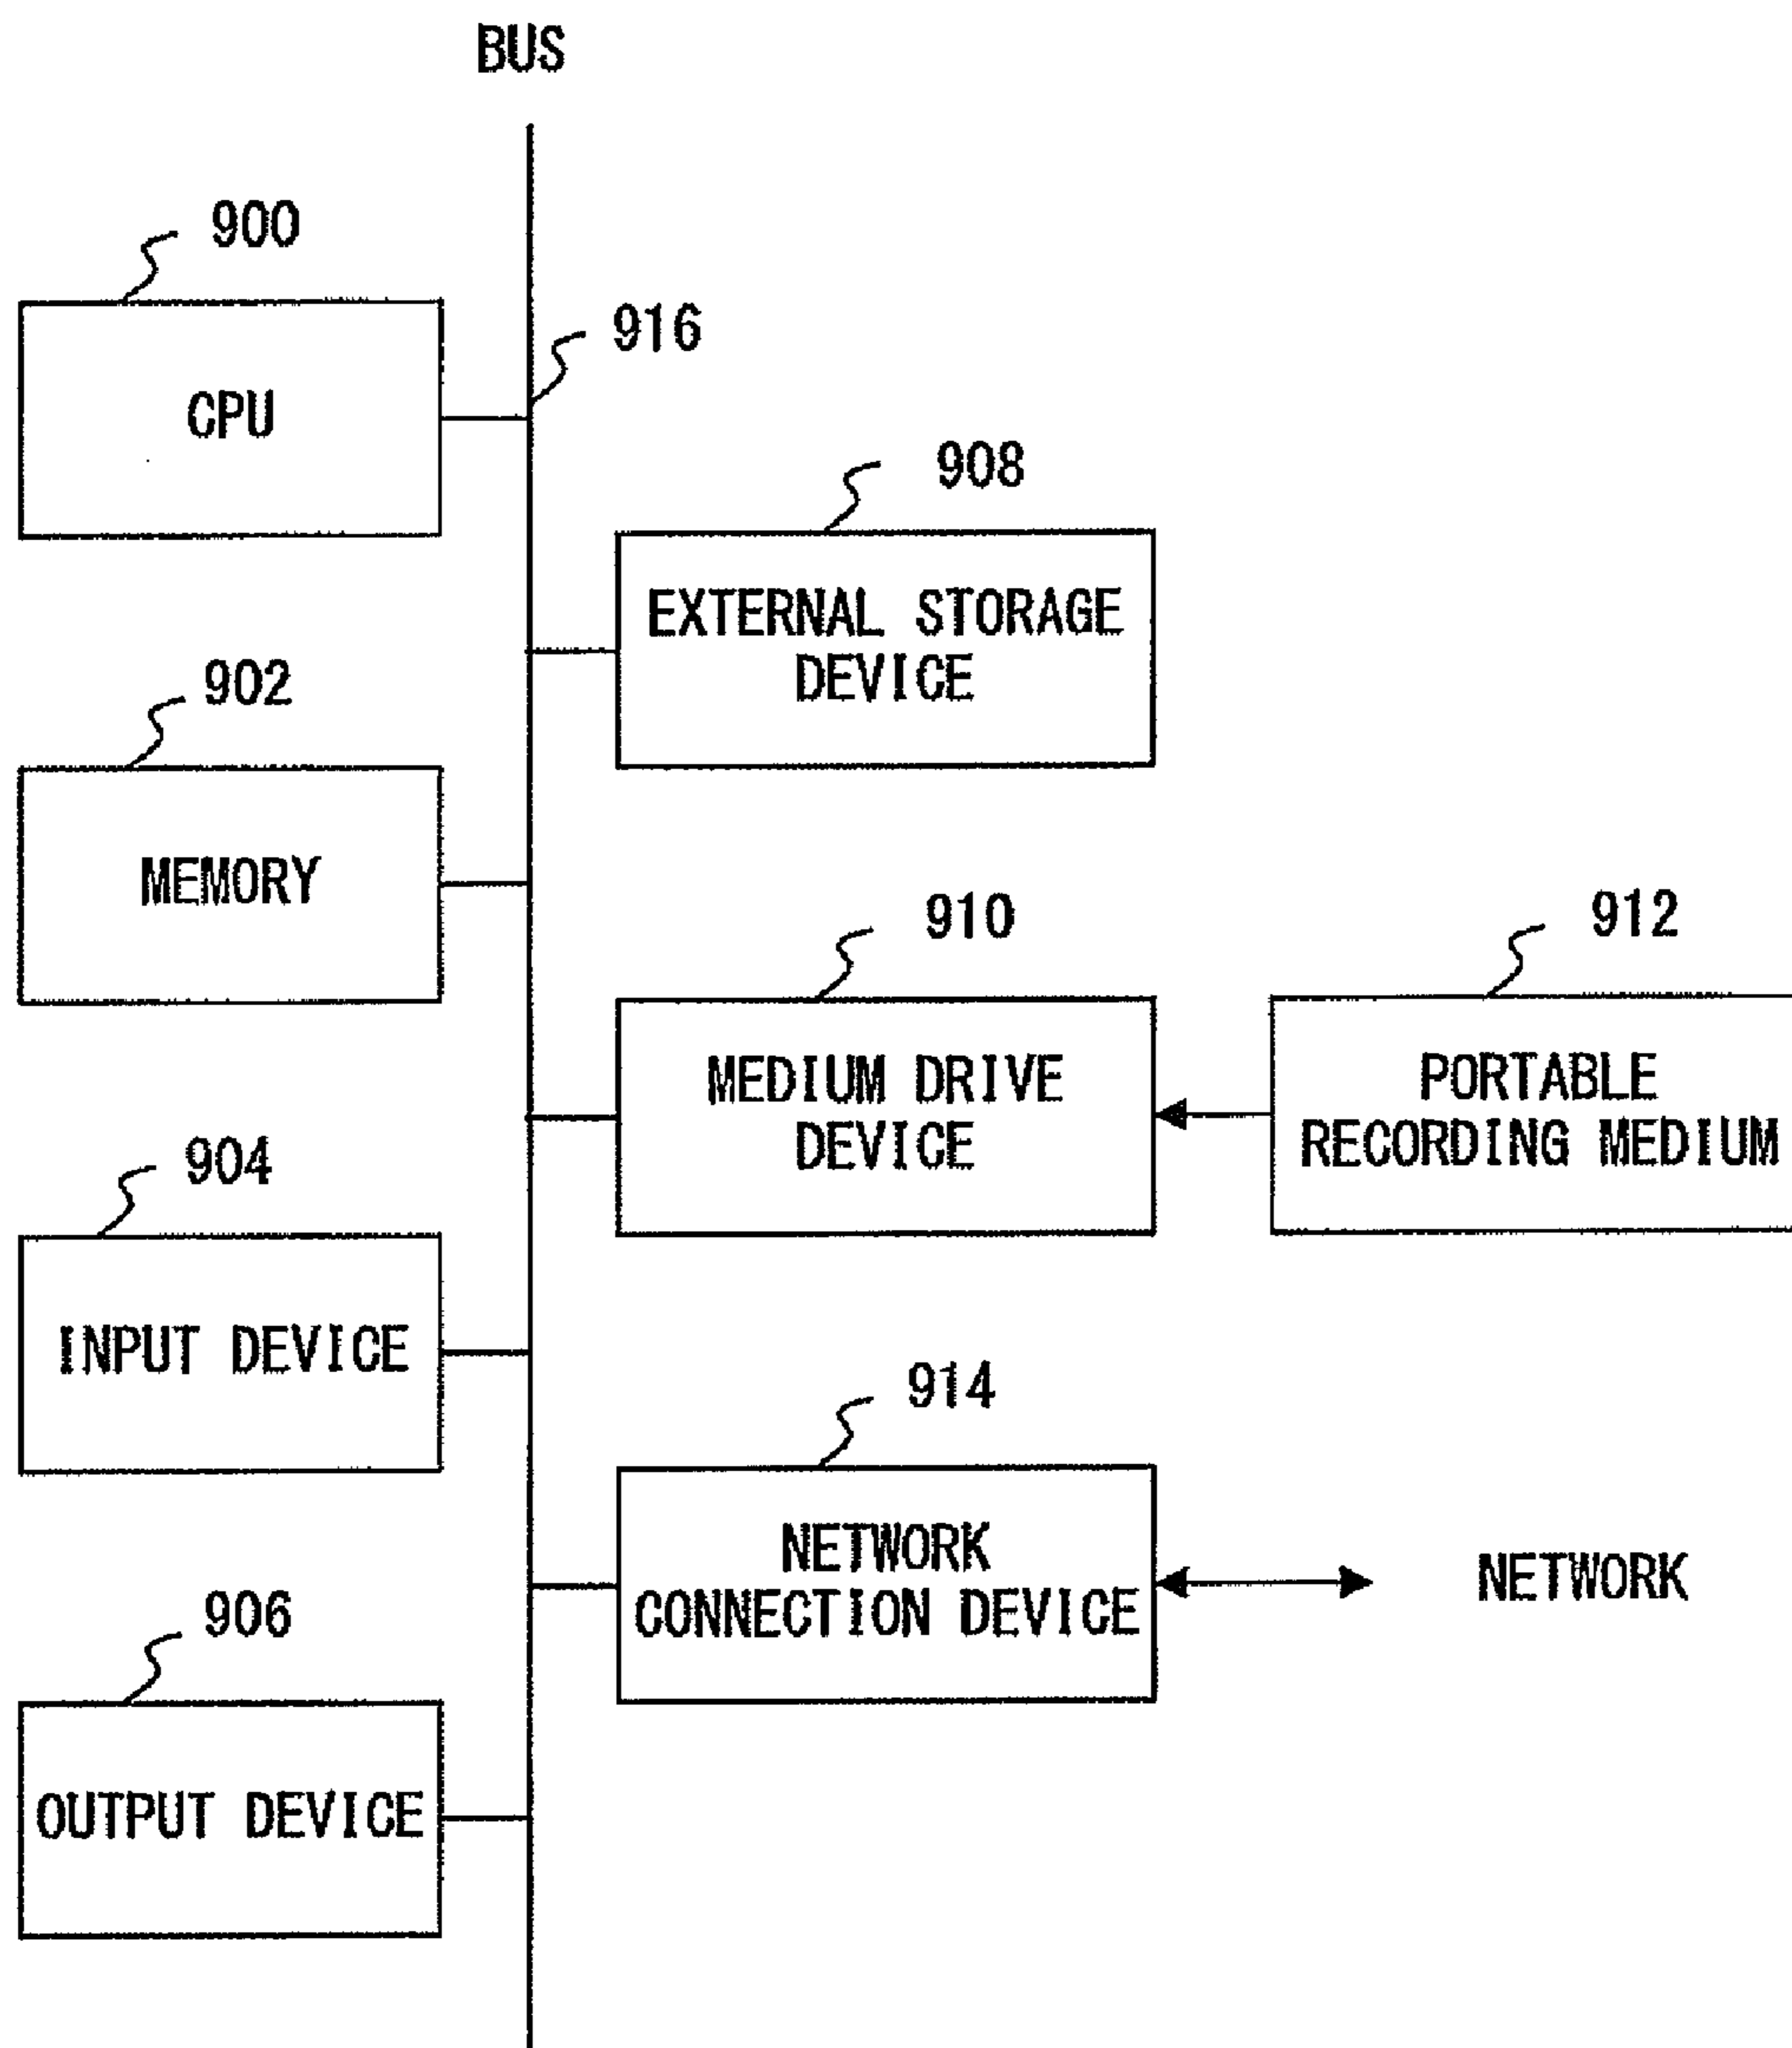 BUS
900
CPU
916
908
EXTERNAL STORAGE
DEVICE
902
MEMORY
910
MEDIUM DRIVE
DEVICE
912
PORTABLE
RECORDING MEDIUM
904
INPUT DEVICE
914
NETWORK
CONNECTION DEVICE
NETWORK
906
OUTPUT DEVICE